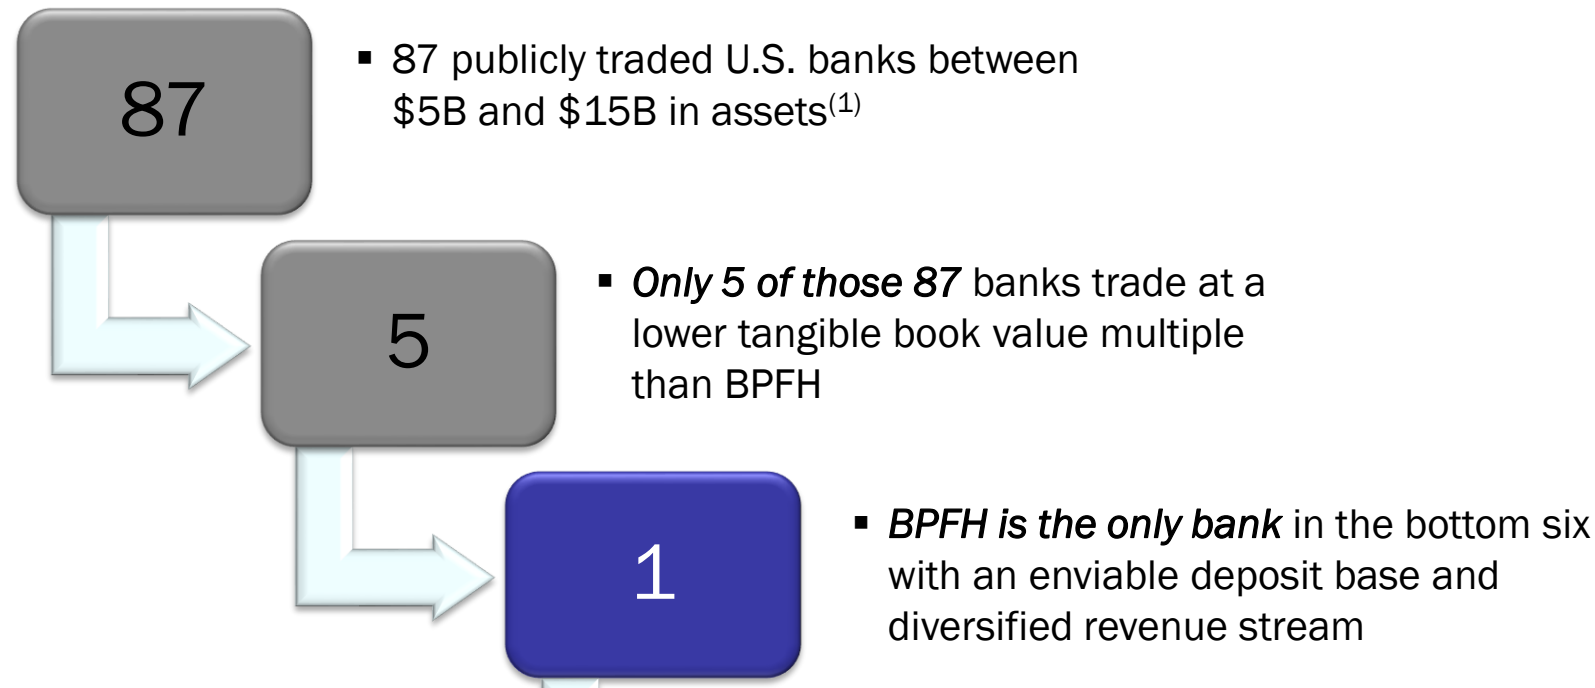 87
▪ 87 publicly traded U.S. banks between
$5B and $15B in assets(1)
5
▪ Only 5 of those 87 banks trade at a
lower tangible book value multiple
than BPFH
1
▪ BPFH is the only bank in the bottom six
with an enviable deposit base and
diversified revenue stream